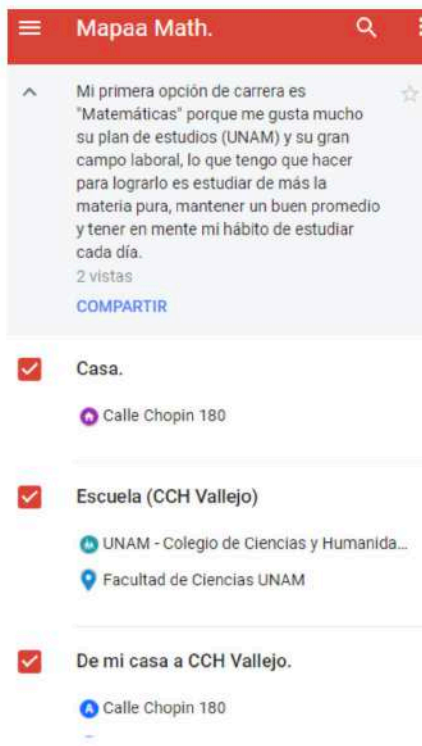 Mapaa Math.
Mi primera opción de carrera es
"Matemáticas" porque me gusta mucho
su plan de estudios (UNAM) y su gran
campo laboral, lo que tengo que hacer
para lograrlo es estudiar de más la
materia pura, mantener un buen promedio
y tener en mente mi hábito de estudiar
cada día.
2 vistas
COMPARTIR
Casa.
Calle Chopin 180
Escuela (CCH Vallejo)
UNAM - Colegio de Ciencias y Humanida...
Facultad de Ciencias UNAM
De mi casa a CCH Vallejo.
A Calle Chopin 180